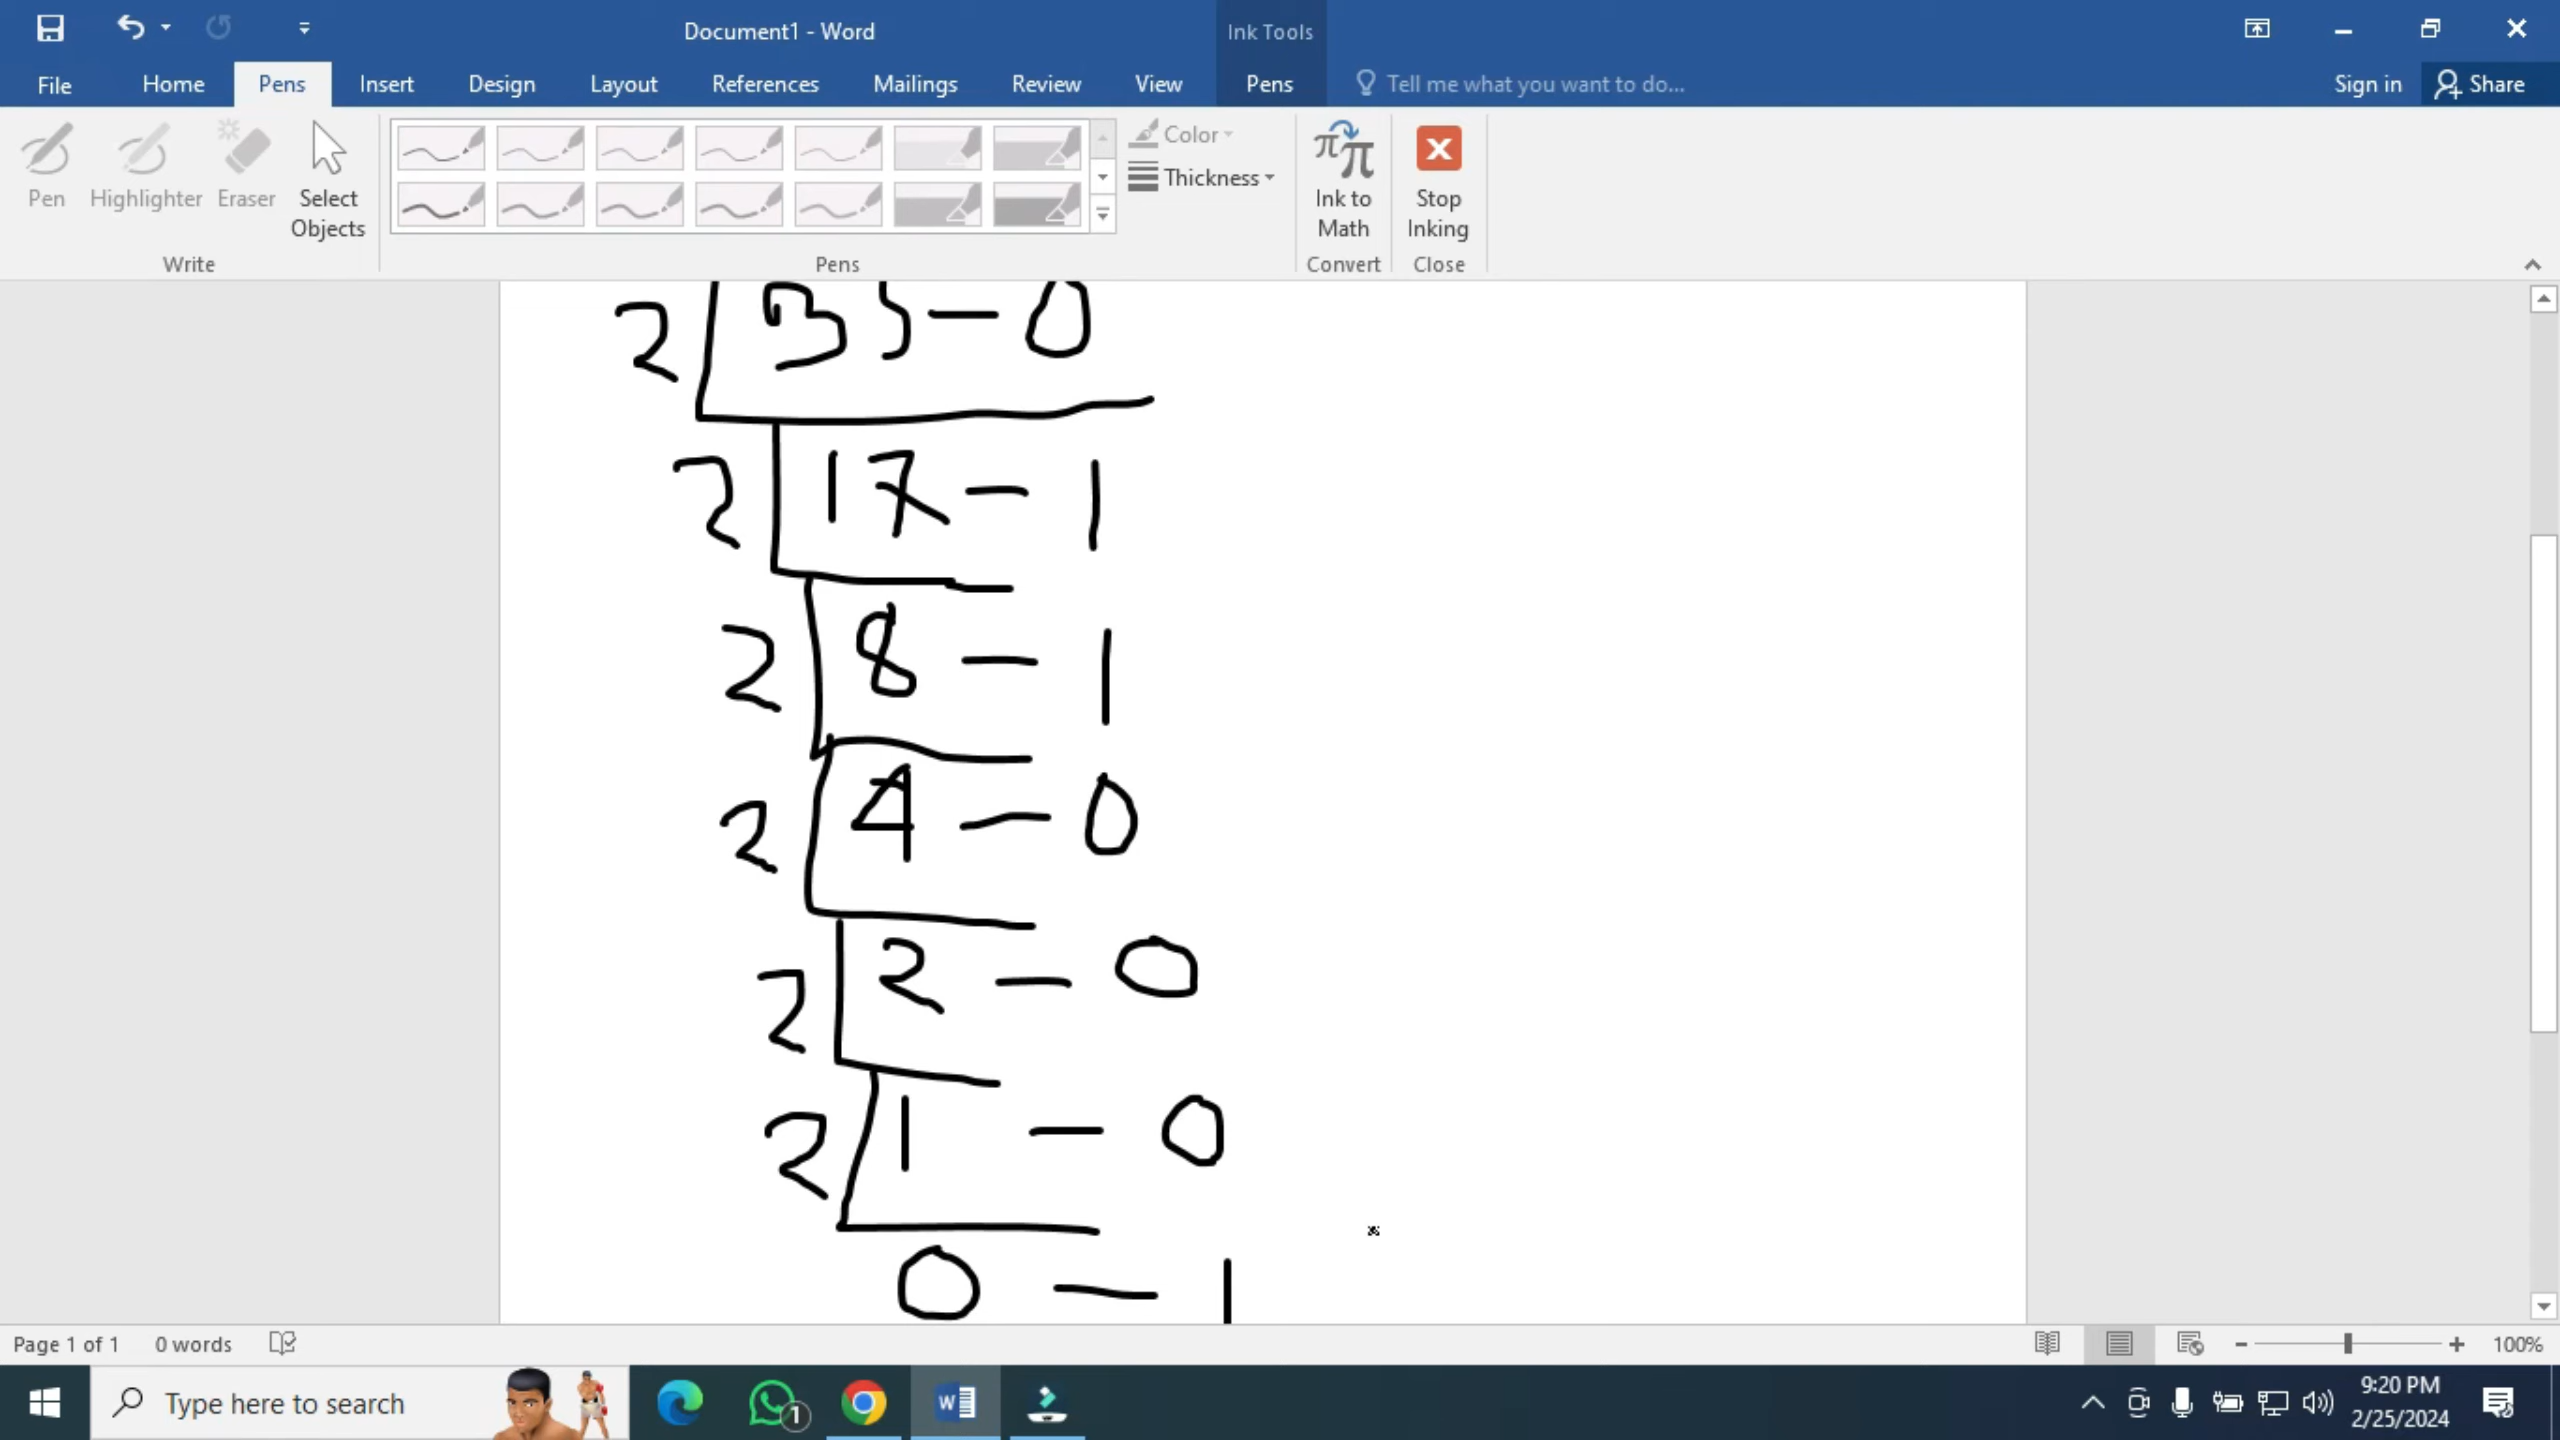 Document1 - Word
Ink Tools
File Home Pens Insert Design Layout References Mailings Review View Pens Tell me what you want to do... Sign in Share
Pen Highlighter Eraser Select Objects
Color
Thickness
Ink to Math
Stop Inking
Write Pens Convert Close
2 35 - 0
2 17 - 1
2 8 - 1
2 4 - 0
2 2 - 0
2 1 - 0
0 - 1
Page 1 of 1 0 words 100%
Type here to search
1
W
9:20 PM
2/25/2024